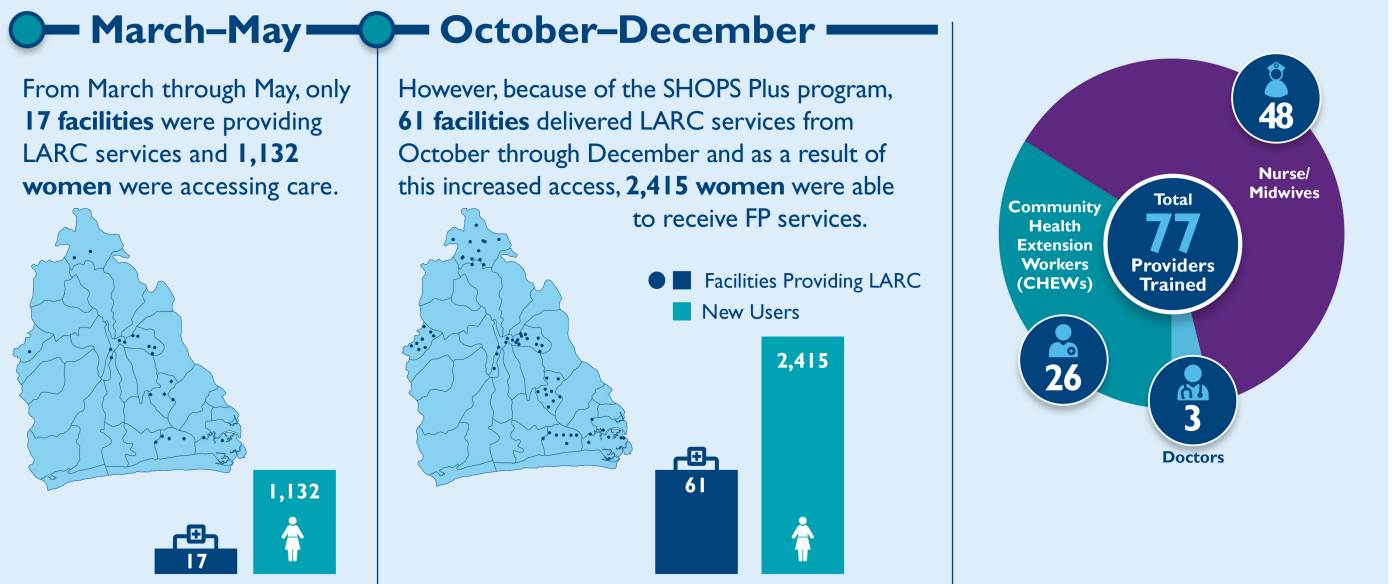 March–May
From March through May, only
17 facilities were providing
LARC services and 1,132
women were accessing care.
17
1,132
October–December
However, because of the SHOPS Plus program,
61 facilities delivered LARC services from
October through December and as a result of
this increased access, 2,415 women were able
to receive FP services.
Facilities Providing LARC
New Users
61
2,415
48
Nurse/
Midwives
Community
Health
Extension
Workers
(CHEWs)
Total
77
Providers
Trained
26
3
Doctors